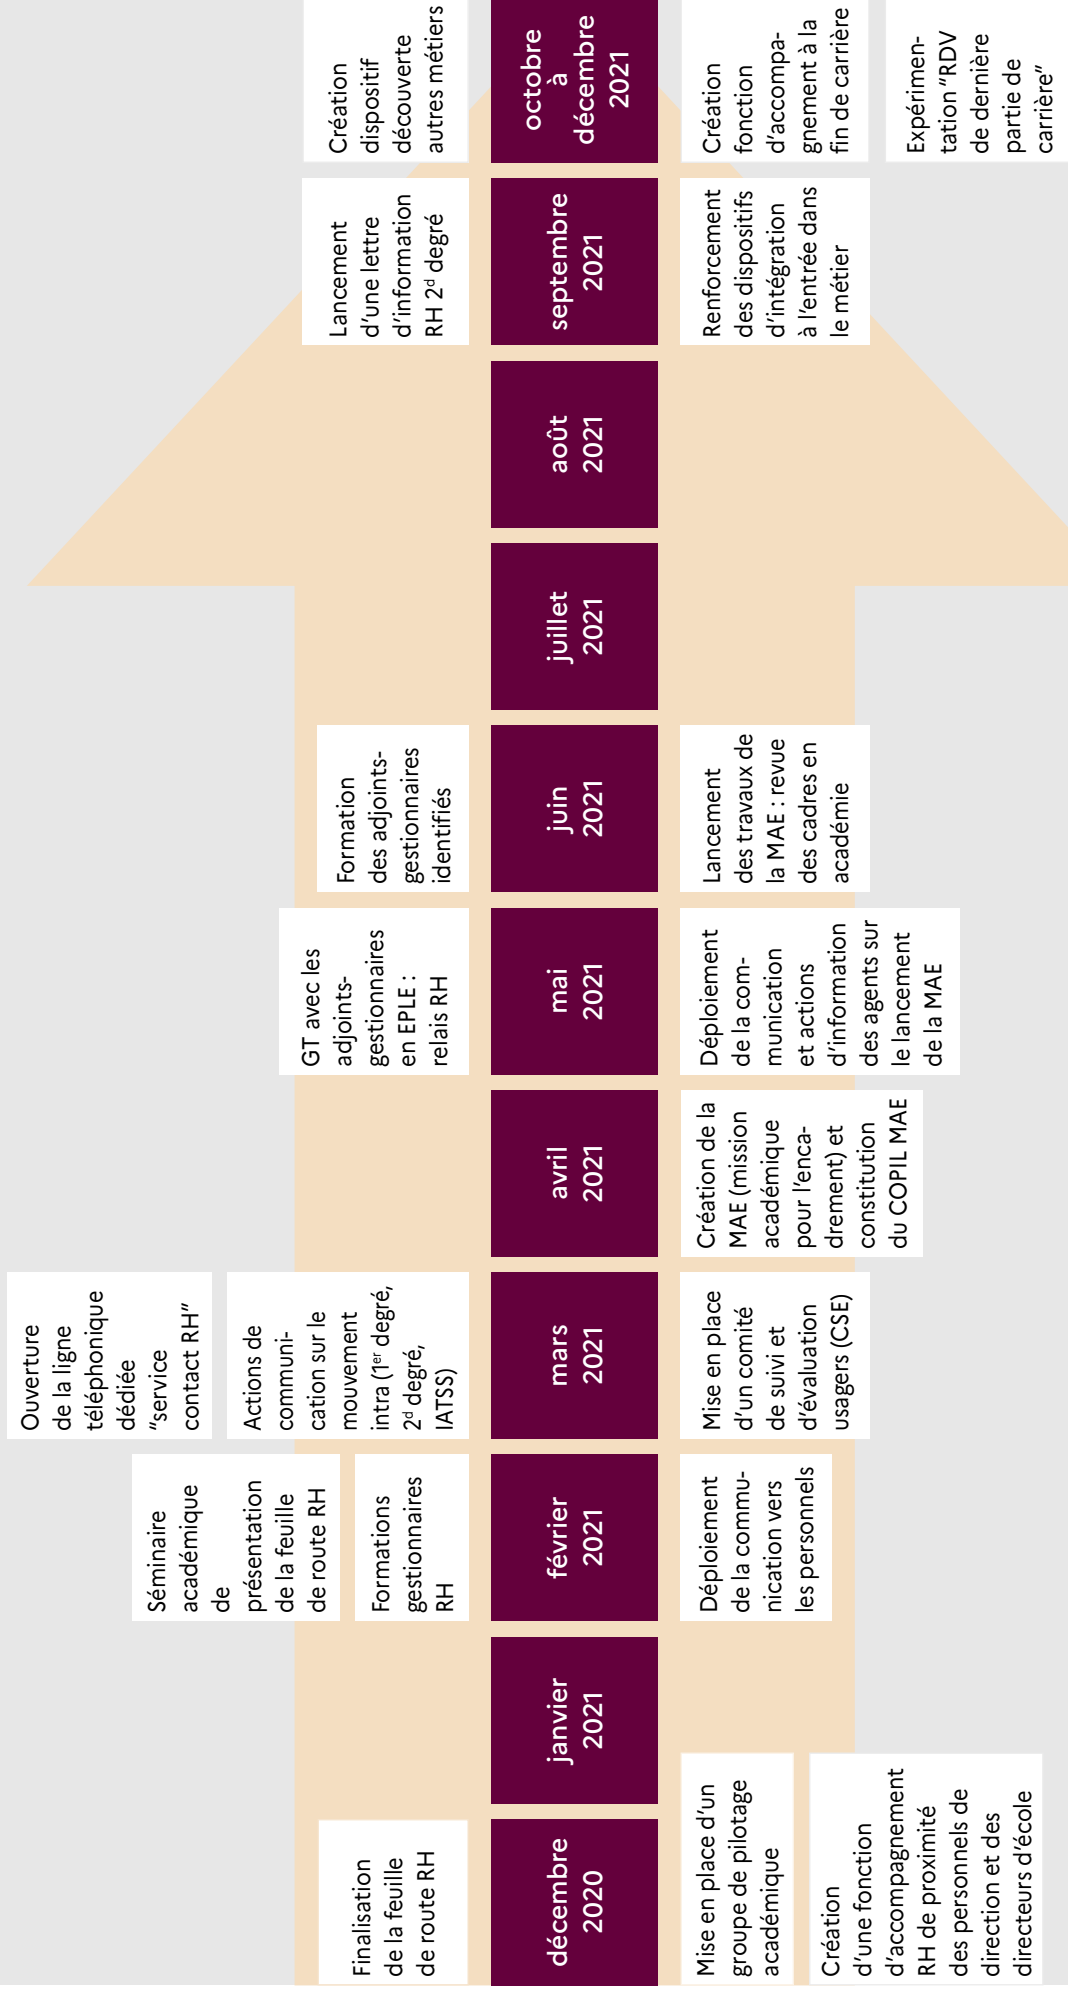 Finalisation
de la feuille
de route RH
décembre
2020
Mise en place d'un
groupe de pilotage
académique
Création
d'une fonction
d'accompagnement
RH de proximité
des personnels de
direction et des
directeurs d'école
janvier
2021
Séminaire
académique
de
présentation
de la feuille
de route RH
Formations
gestionnaires
RH
février
2021
Déploiement
de la commu-
nication vers
les personnels
Ouverture
de la ligne
téléphonique
dédiée
"service
contact RH"
Actions de
communi-
cation sur le
mouvement
intra (1er degré,
2d degré,
IATSS)
mars
2021
Mise en place
d'un comité
de suivi et
d'évaluation
usagers (CSE)
avril
2021
Création de la
MAE (mission
académique
pour l'enca-
drement) et
constitution
du COPIL MAE
GT avec les
adjoints-
gestionnaires
en EPLE :
relais RH
mai
2021
Déploiement
de la com-
munication
et actions
d'information
des agents sur
le lancement
de la MAE
Formation
des adjoints-
gestionnaires
identifiés
juin
2021
Lancement
des travaux de
la MAE : revue
des cadres en
académie
juillet
2021
août
2021
Lancement
d'une lettre
d'information
RH 2d degré
septembre
2021
Renforcement
des dispositifs
d'intégration
à l'entrée dans
le métier
Création
dispositif
découverte
autres métiers
octobre
à
décembre
2021
Création
fonction
d'accompa-
gnement à la
fin de carrière
Expérimen-
tation "RDV
de dernière
partie de
carrière"